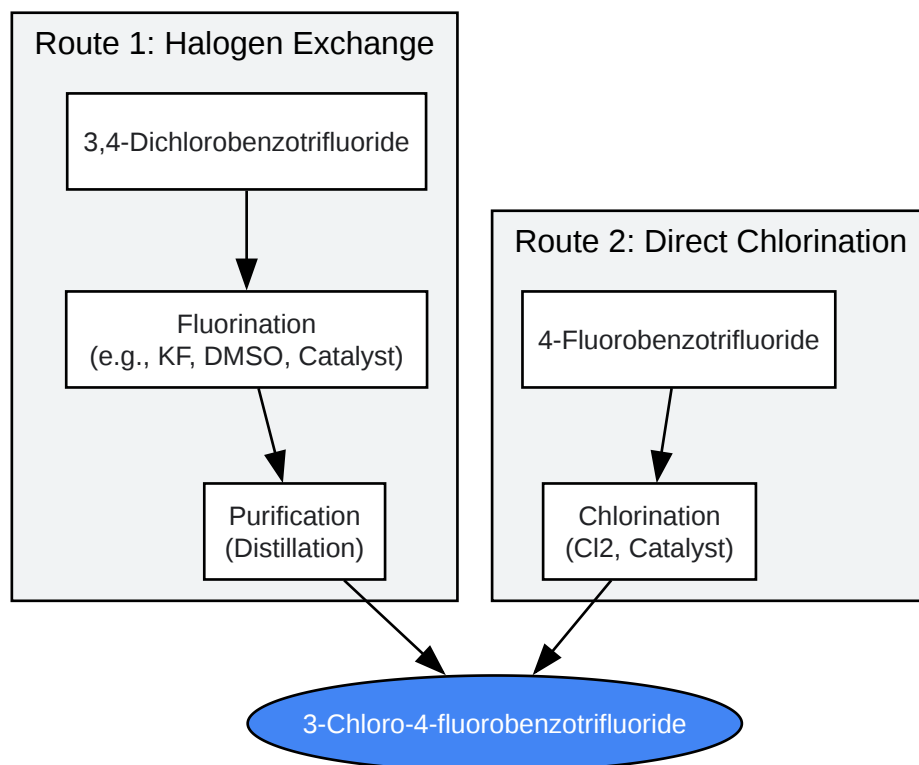 Route 1: Halogen Exchange
3,4-Dichlorobenzotrifluoride
Fluorination
(e.g., KF, DMSO, Catalyst)
Purification
(Distillation)
Route 2: Direct Chlorination
4-Fluorobenzotrifluoride
Chlorination
(Cl2, Catalyst)
3-Chloro-4-fluorobenzotrifluoride